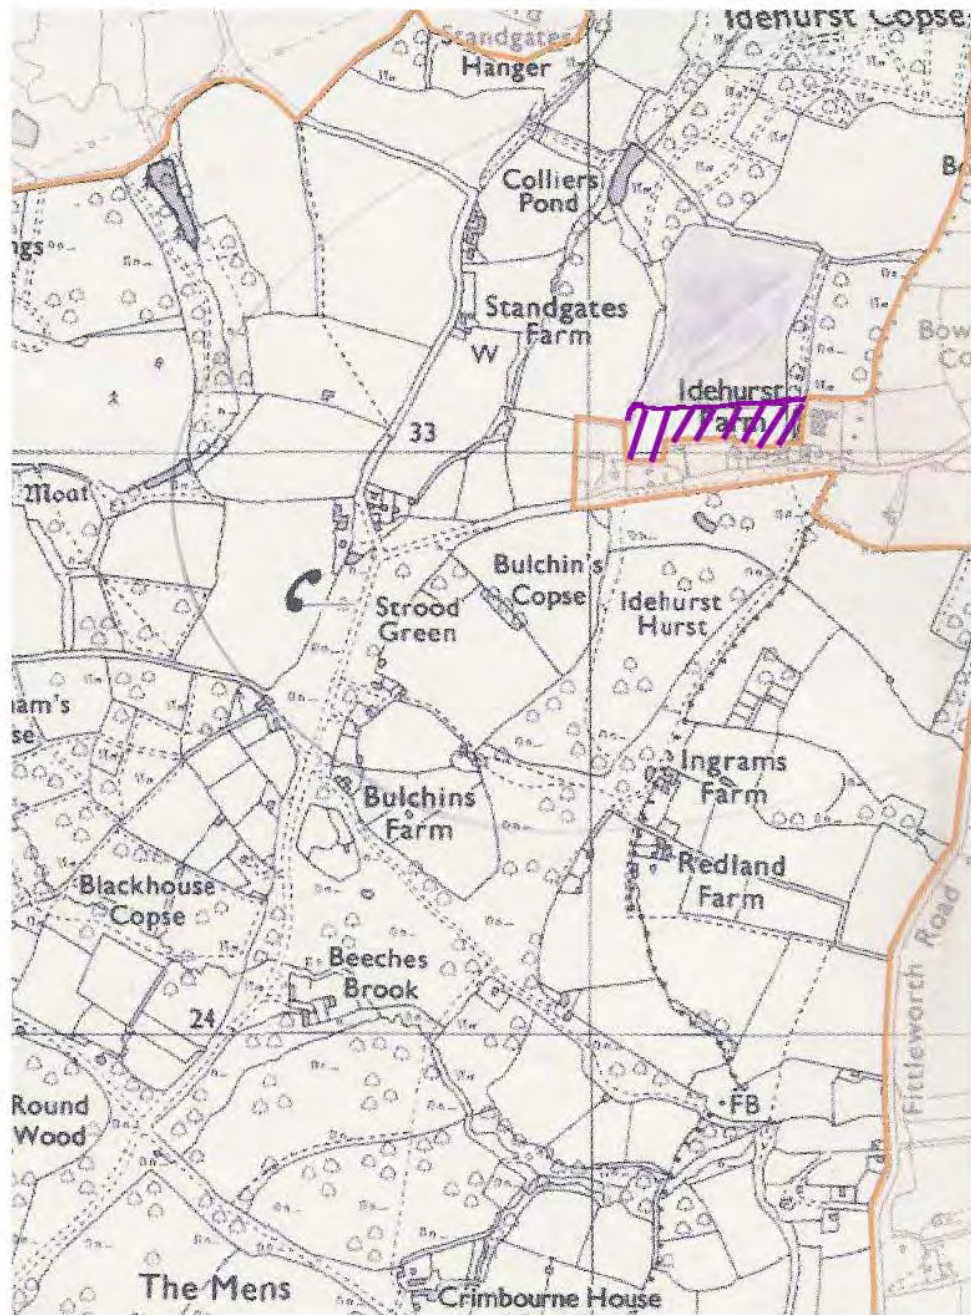 Idehurst Copse
Standgates
Hanger
Colliers
Pond
Standgates
Farm
W
Idehurst
Farm
33
Moat
Bulchin's
Copse
Idehurst
Hurst
Strood
Green
Ingrams
Farm
Bulchins
Farm
Redland
Farm
Blackhouse
Copse
Beeches
Brook
24
Fittleworth Road
Round
Wood
FB
The Mens
Crimbourne House